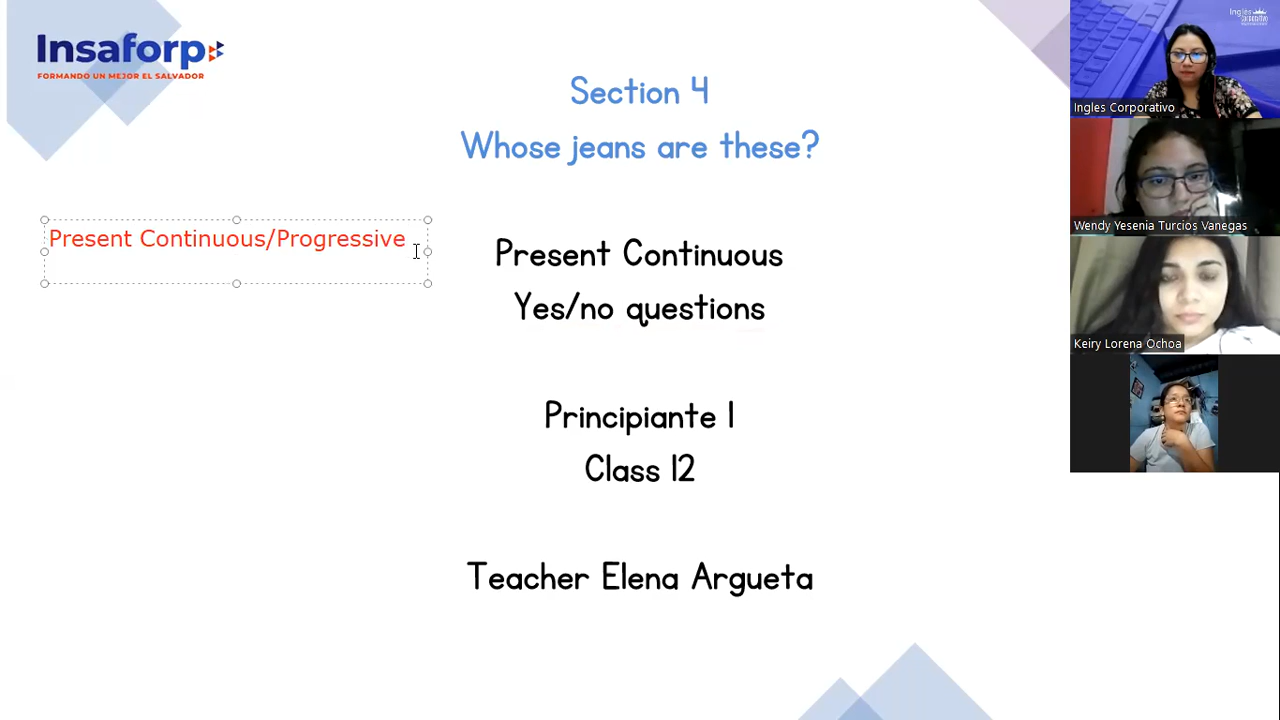 Insaforp
FORMANDO UN MEJOR EL SALVADOR
Section 4
Whose jeans are these?
Present Continuous/Progressive
Present Continuous
Yes/no questions
Principiante 1
Class 12
Teacher Elena Argueta
Ingles Corporativo
Wendy Yesenia Turcios Vanegas
Keiry Lorena Ochoa